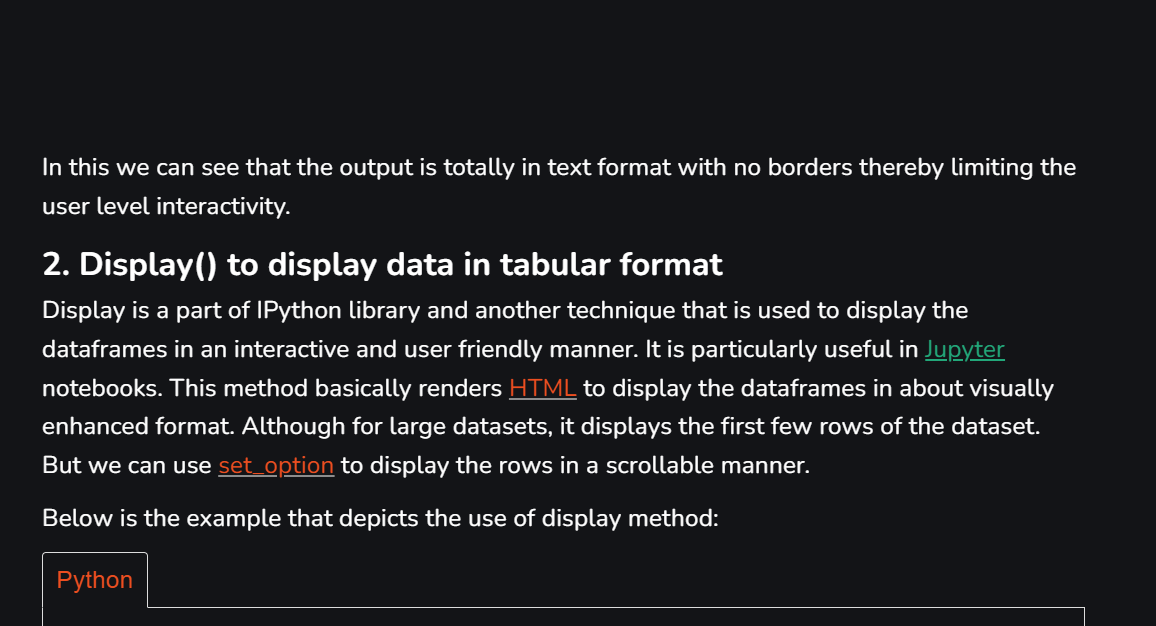 In this we can see that the output is totally in text format with no borders thereby limiting the
user level interactivity.
2. Display() to display data in tabular format
Display is a part of IPython library and another technique that is used to display the
dataframes in an interactive and user friendly manner. It is particularly useful in Jupyter
notebooks. This method basically renders HTML to display the dataframes in about visually
enhanced format. Although for large datasets, it displays the first few rows of the dataset.
But we can use set_option to display the rows in a scrollable manner.
Below is the example that depicts the use of display method:
Python